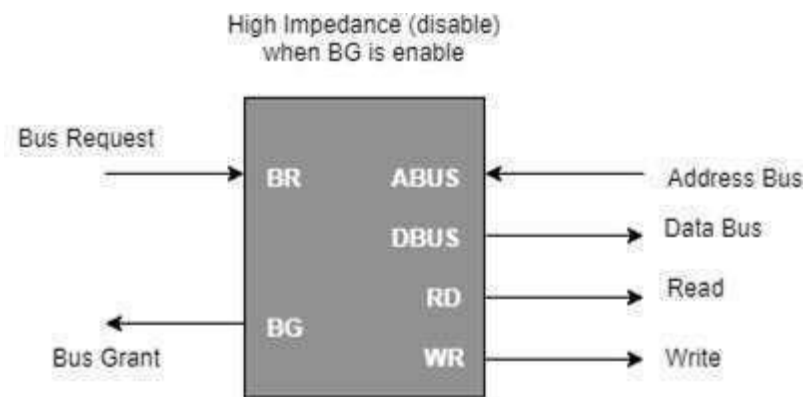 High Impedance (disable)
when BG is enable
Bus Request
BR
ABUS
Address Bus
DBUS
Data Bus
RD
Read
BG
Bus Grant
WR
Write